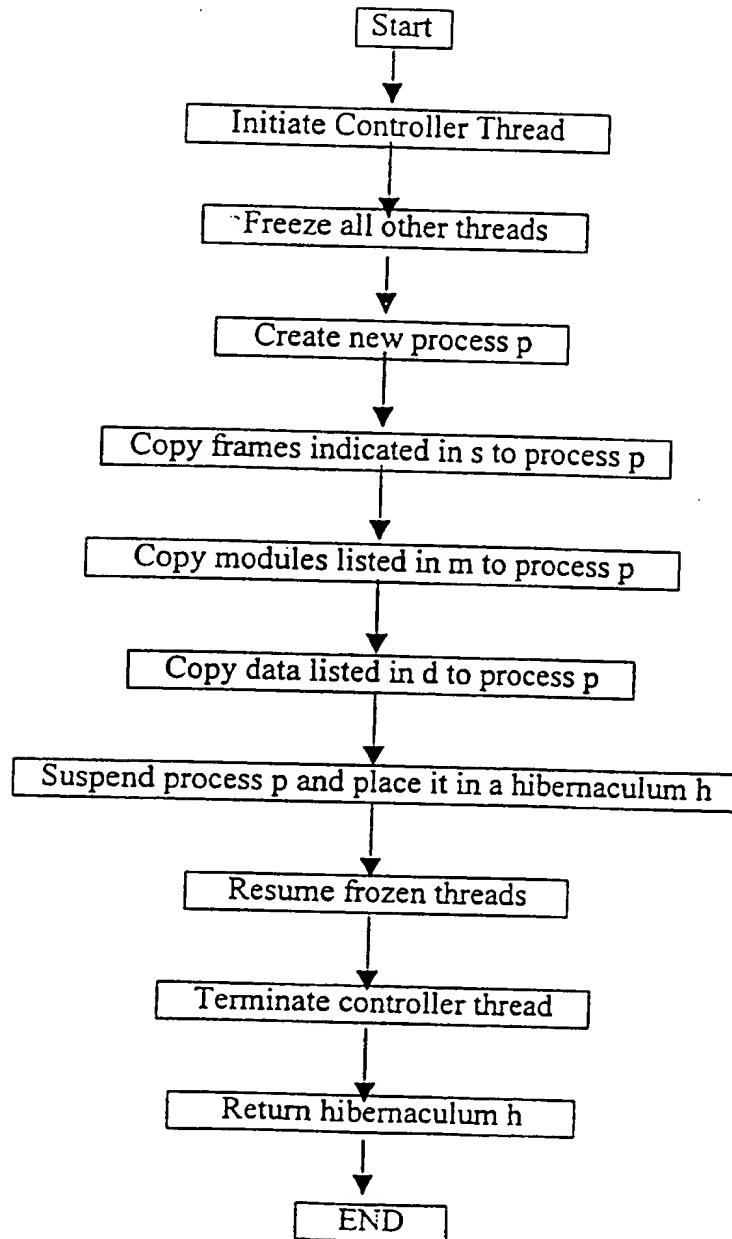 Start
Initiate Controller Thread
Freeze all other threads
Create new process p
Copy frames indicated in s to process p
Copy modules listed in m to process p
Copy data listed in d to process p
Suspend process p and place it in a hibernaculum h
Resume frozen threads
Terminate controller thread
Return hibernaculum h
END